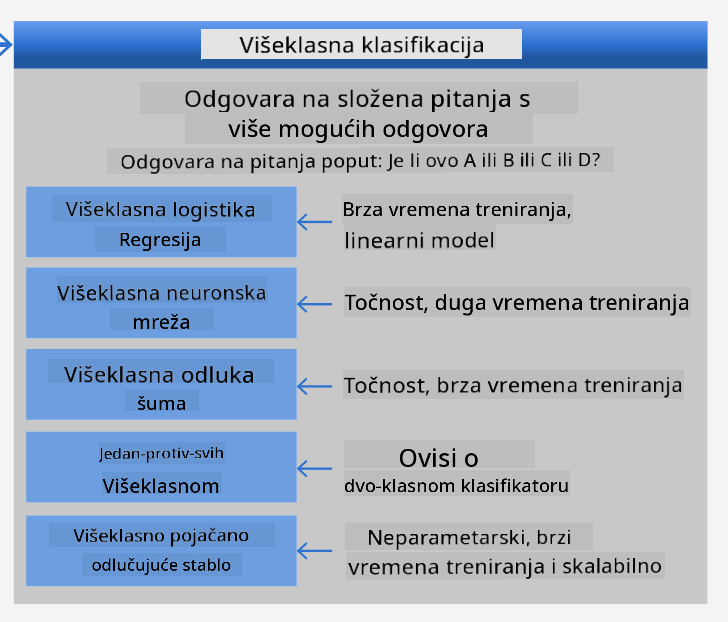 Višeklasna klasifikacija
Odgovara na složena pitanja s
više mogućih odgovora
Odgovara na pitanja poput: Je li ovo A ili B ili C ili D?
Višeklasna logistika
Regresija
Brza vremena treniranja,
linearni model
Višeklasna neuronska
mreža
Točnost, duga vremena treniranja
Višeklasna odluka
šuma
Točnost, brza vremena treniranja
Jedan-protiv-svih
Višeklasnom
Ovisi o
dvo-klasnom klasifikatoru
Višeklasno pojačano
odlučujuće stablo
Neparametarski, brzi
vremena treniranja i skalabilno